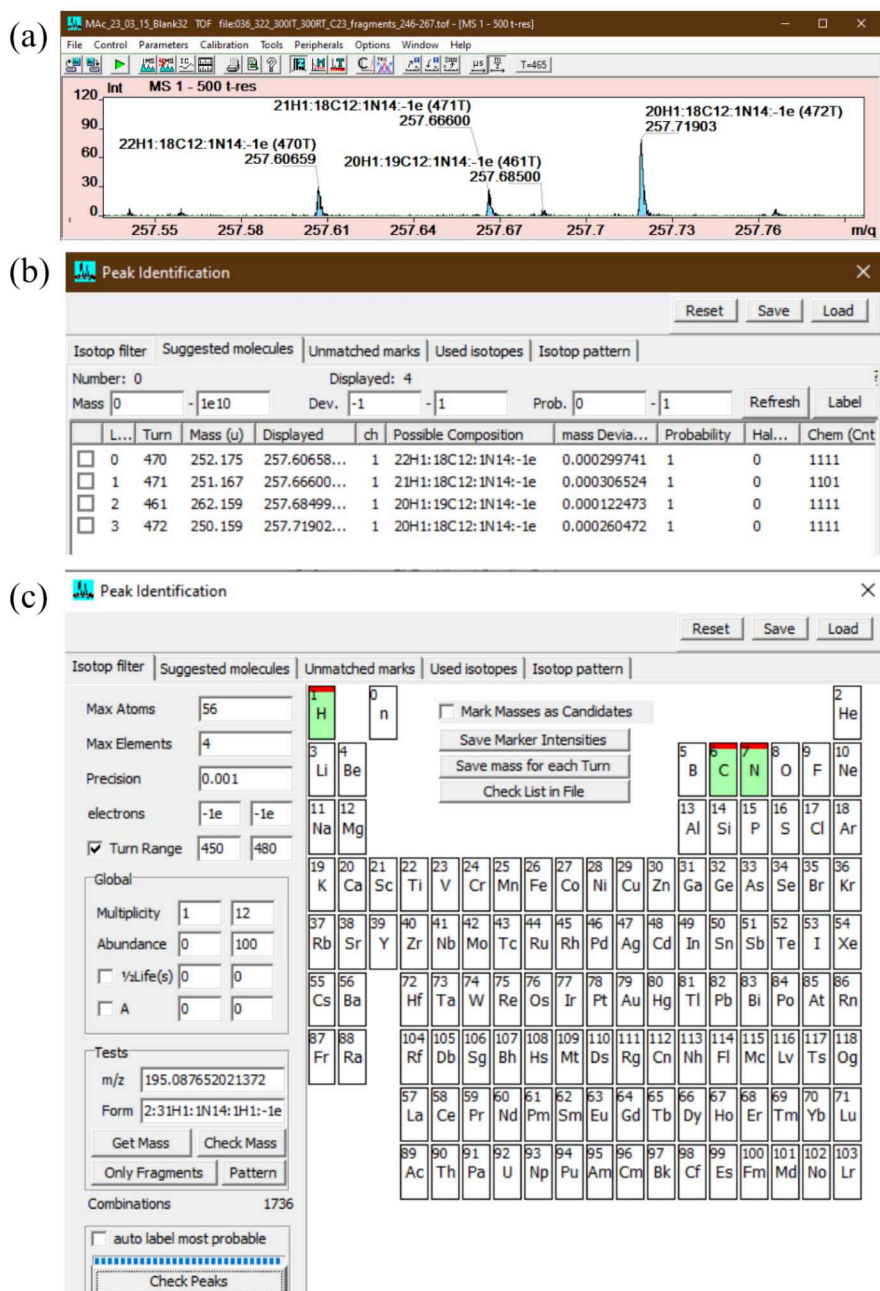 (a)
MAc_23_03_15_Blank32 TOF file:036_322_300IT_300RT_C23_fragments_246-267.tof - [MS 1 - 500 t-res]
File Control Parameters Calibration Tools Peripherals Options Window Help
T=465
Int MS 1 - 500 t-res
120
90
60
30
0
21H1:18C12:1N14:-1e (471T)
257.66600
20H1:18C12:1N14:-1e (472T)
257.71903
22H1:18C12:1N14:-1e (470T)
257.60659
20H1:19C12:1N14:-1e (461T)
257.68500
257.55 257.58 257.61 257.64 257.67 257.7 257.73 257.76 m/q
(b)
Peak Identification
Reset Save Load
Isotop filter Suggested molecules Unmatched marks Used isotopes Isotop pattern
Number: 0 Displayed: 4
Mass 0 - 1e10 Dev. -1 - 1 Prob. 0 - 1 Refresh Label
L... Turn Mass (u) Displayed ch Possible Composition mass Devia... Probability Hal... Chem (Cnt
0 470 252.175 257.60658... 1 22H1:18C12:1N14:-1e 0.000299741 1 0 1111
1 471 251.167 257.66600... 1 21H1:18C12:1N14:-1e 0.000306524 1 0 1101
2 461 262.159 257.68499... 1 20H1:19C12:1N14:-1e 0.000122473 1 0 1111
3 472 250.159 257.71902... 1 20H1:18C12:1N14:-1e 0.000260472 1 0 1111
(c)
Peak Identification
Reset Save Load
Isotop filter Suggested molecules Unmatched marks Used isotopes Isotop pattern
Max Atoms 56
Max Elements 4
Precision 0.001
electrons -1e -1e
Turn Range 450 480
Global
Multiplicity 1 12
Abundance 0 100
½Life(s) 0 0
A 0 0
Tests
m/z 195.087652021372
Form 2:31H1:1N14:1H1:-1e
Get Mass Check Mass
Only Fragments Pattern
Combinations 1736
auto label most probable
Check Peaks
Mark Masses as Candidates
Save Marker Intensities
Save mass for each Turn
Check List in File
1 H 0 n 2 He
3 Li 4 Be 5 B 6 C 7 N 8 O 9 F 10 Ne
11 Na 12 Mg 13 Al 14 Si 15 P 16 S 17 Cl 18 Ar
19 K 20 Ca 21 Sc 22 Ti 23 V 24 Cr 25 Mn 26 Fe 27 Co 28 Ni 29 Cu 30 Zn 31 Ga 32 Ge 33 As 34 Se 35 Br 36 Kr
37 Rb 38 Sr 39 Y 40 Zr 41 Nb 42 Mo 43 Tc 44 Ru 45 Rh 46 Pd 47 Ag 48 Cd 49 In 50 Sn 51 Sb 52 Te 53 I 54 Xe
55 Cs 56 Ba 72 Hf 73 Ta 74 W 75 Re 76 Os 77 Ir 78 Pt 79 Au 80 Hg 81 Tl 82 Pb 83 Bi 84 Po 85 At 86 Rn
87 Fr 88 Ra 104 Rf 105 Db 106 Sg 107 Bh 108 Hs 109 Mt 110 Ds 111 Rg 112 Cn 113 Nh 114 Fl 115 Mc 116 Lv 117 Ts 118 Og
57 La 58 Ce 59 Pr 60 Nd 61 Pm 62 Sm 63 Eu 64 Gd 65 Tb 66 Dy 67 Ho 68 Er 69 Tm 70 Yb 71 Lu
89 Ac 90 Th 91 Pa 92 U 93 Np 94 Pu 95 Am 96 Cm 97 Bk 98 Cf 99 Es 100 Fm 101 Md 102 No 103 Lr